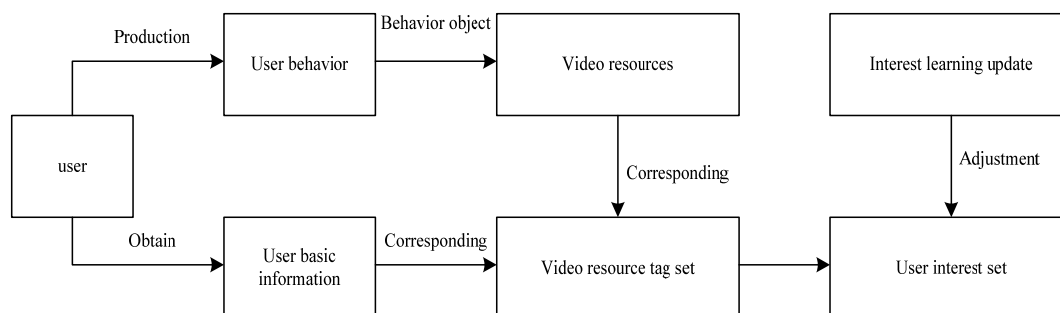 Production
Behavior object
User behavior
Video resources
Interest learning update
user
Corresponding
Adjustment
Obtain
Corresponding
User basic
information
Video resource tag set
User interest set